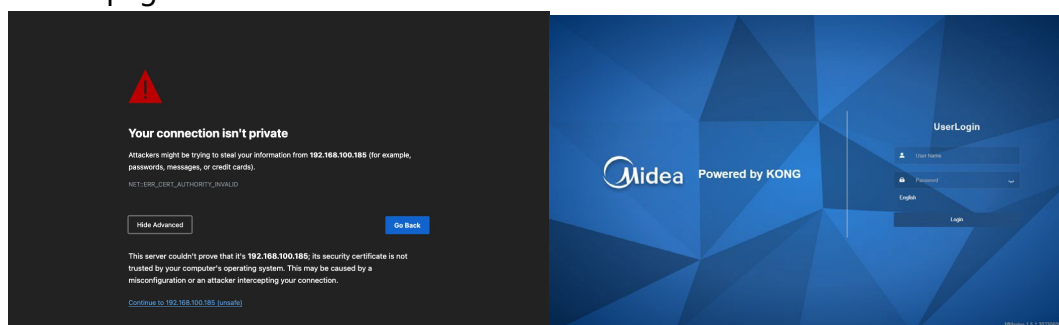 Your connection isn't private
Attackers might be trying to steal your information from 192.168.100.185 (for example,
passwords, messages, or credit cards).
NET::ERR_CERT_AUTHORITY_INVALID
Hide Advanced
Go Back
This server couldn't prove that it's 192.168.100.185; its security certificate is not
trusted by your computer's operating system. This may be caused by a
misconfiguration or an attacker intercepting your connection.
Continue to 192.168.100.185 (unsafe)
Midea
Powered by KONG
UserLogin
User Name
Password
English
Login